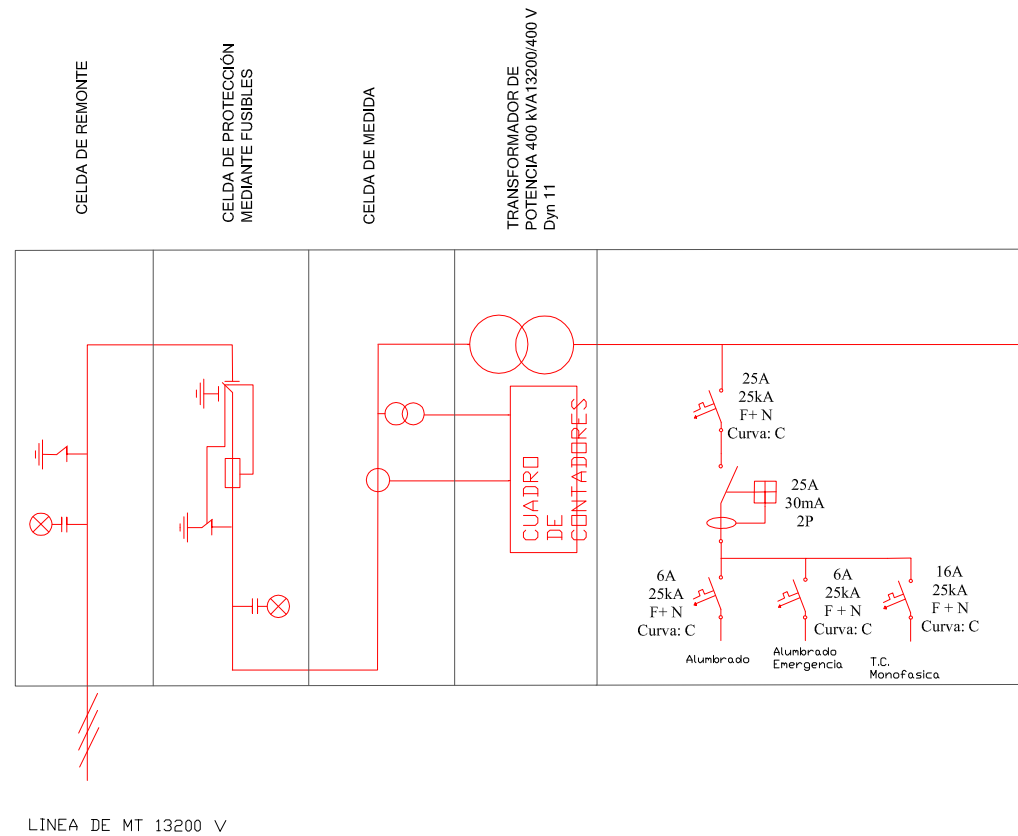 CELDA DE REMONTE
CELDA DE PROTECCIÓN
MEDIANTE FUSIBLES
CELDA DE MEDIDA
TRANSFORMADOR DE
POTENCIA 400 kVA13200/400 V
Dyn 11
CUADRO
DE
CONTADORES
25A
25kA
F+ N
Curva: C
25A
30mA
2P
6A
25kA
F+ N
Curva: C
Alumbrado
6A
25kA
F + N
Curva: C
Alumbrado
Emergencia
16A
25kA
F + N
Curva: C
T.C.
Monofasica
LINEA DE MT 13200 V